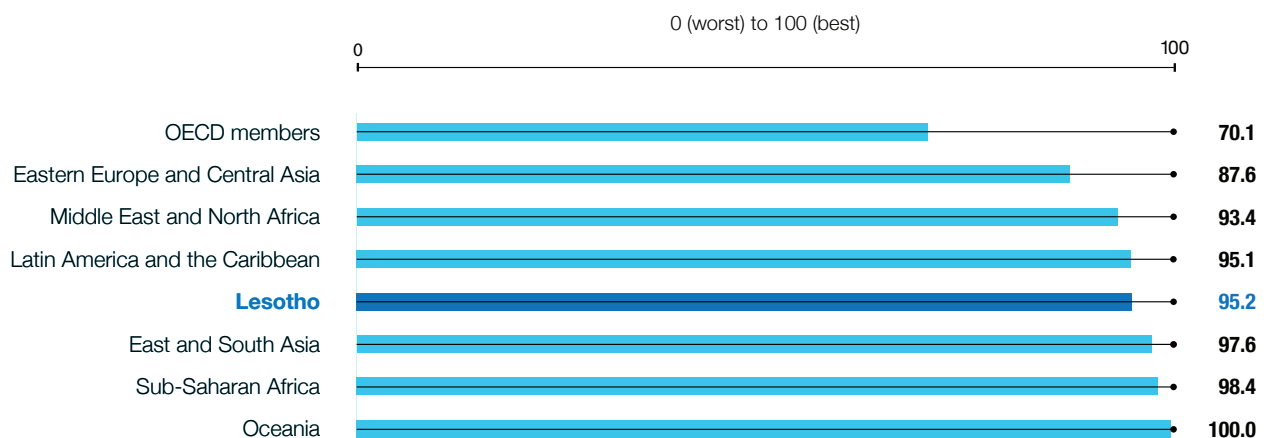 0 (worst) to 100 (best)
0 100
OECD members 70.1
Eastern Europe and Central Asia 87.6
Middle East and North Africa 93.4
Latin America and the Caribbean 95.1
Lesotho 95.2
East and South Asia 97.6
Sub-Saharan Africa 98.4
Oceania 100.0